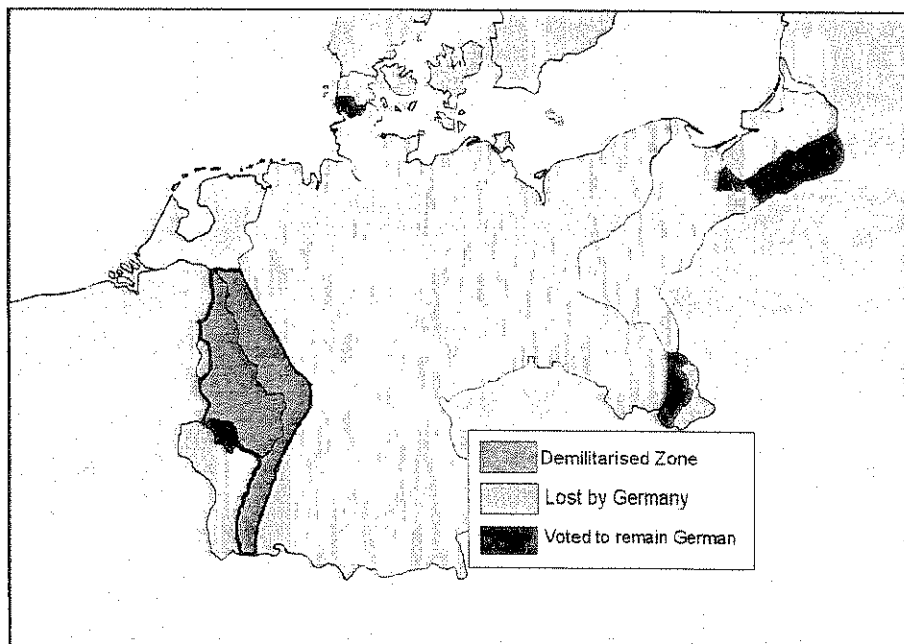 Demilitarised Zone
Lost by Germany
Voted to remain German